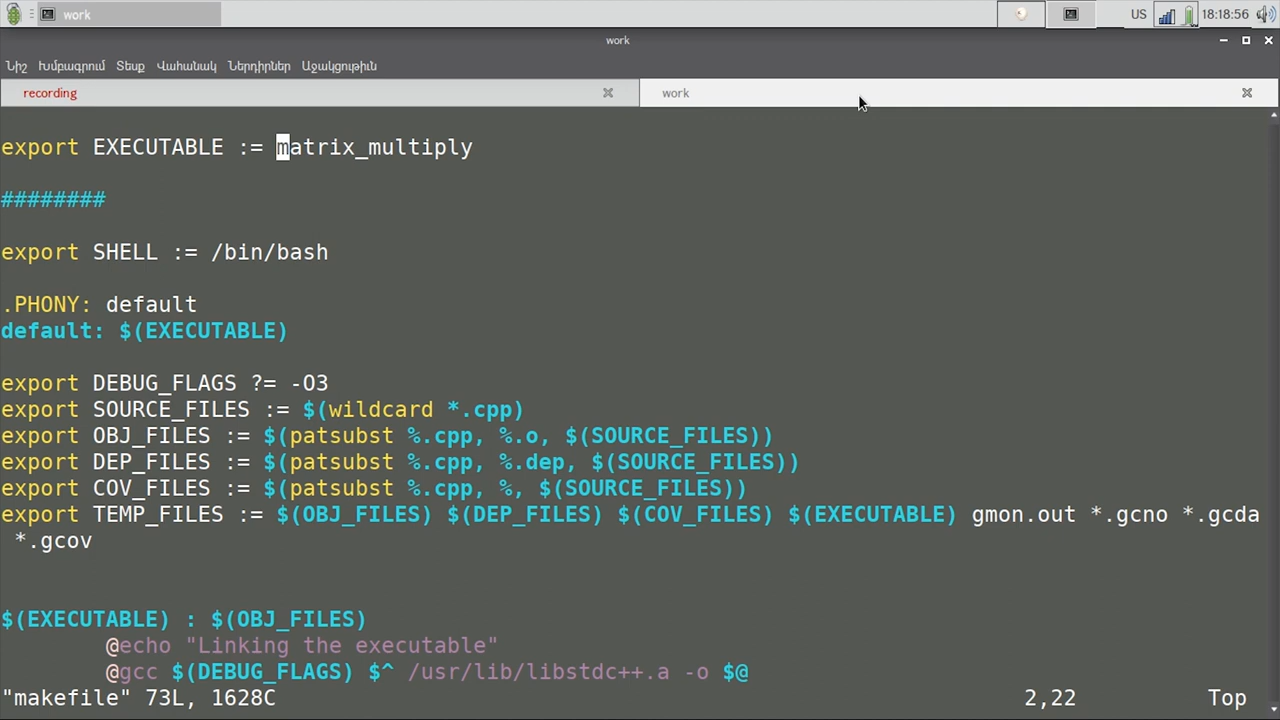 work
US
18:18:56
work
Նիշ Խմբագրում Տեսք Վահանակ Ներդիրներ Աջակցութիւն
recording
work
export EXECUTABLE := matrix_multiply
########
export SHELL := /bin/bash
.PHONY: default
default: $(EXECUTABLE)
export DEBUG_FLAGS ?= -O3
export SOURCE_FILES := $(wildcard *.cpp)
export OBJ_FILES := $(patsubst %.cpp, %.o, $(SOURCE_FILES))
export DEP_FILES := $(patsubst %.cpp, %.dep, $(SOURCE_FILES))
export COV_FILES := $(patsubst %.cpp, %, $(SOURCE_FILES))
export TEMP_FILES := $(OBJ_FILES) $(DEP_FILES) $(COV_FILES) $(EXECUTABLE) gmon.out *.gcno *.gcda
*.gcov
$(EXECUTABLE) : $(OBJ_FILES)
@echo "Linking the executable"
@gcc $(DEBUG_FLAGS) $^ /usr/lib/libstdc++.a -o $@
"makefile" 73L, 1628C 2,22 Top